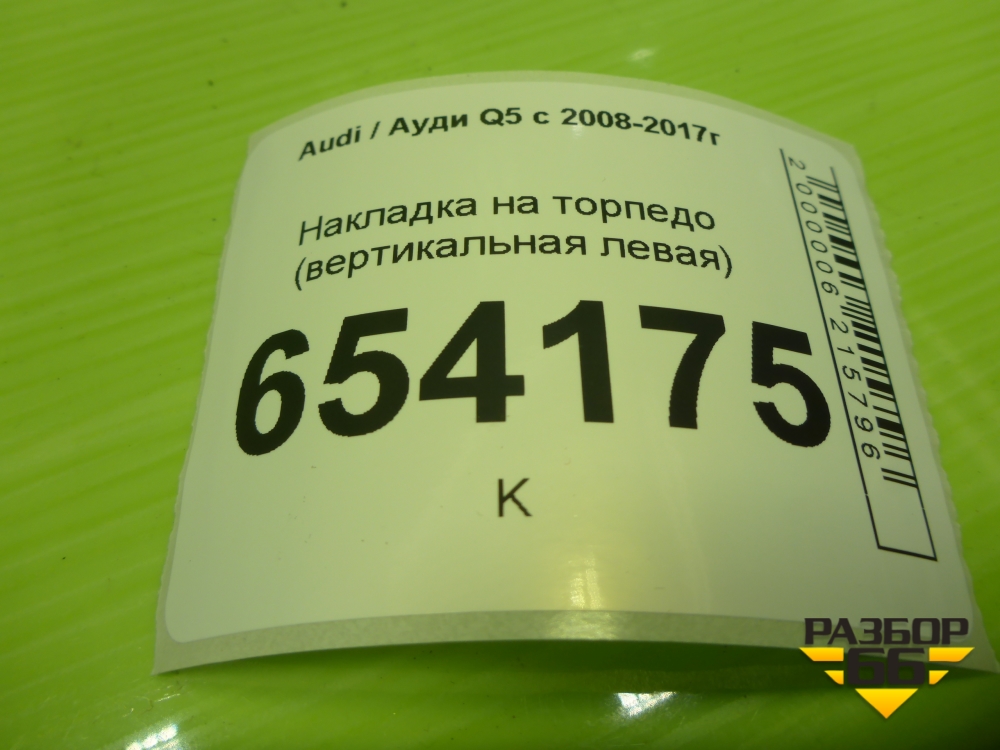 Audi / Ауди Q5 с 2008-2017г
Накладка на торпедо
(вертикальная левая)
654175
К
2000006215796
РАЗБОР
66